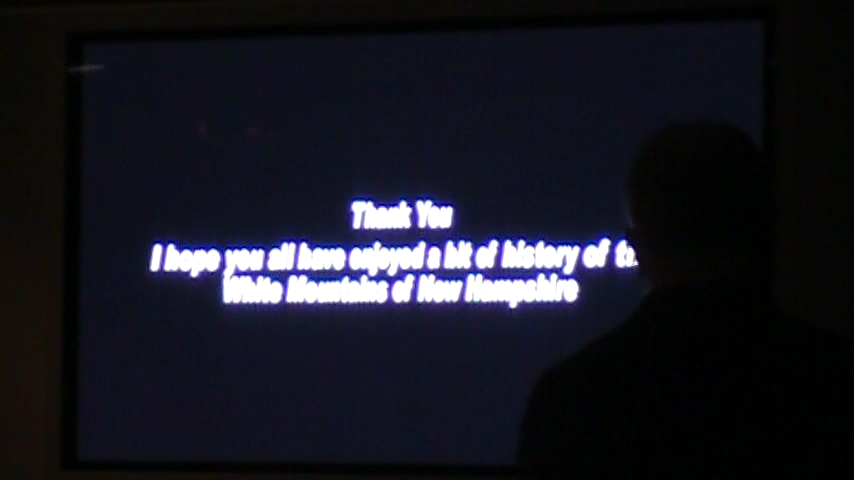 Thank You
I hope you all have enjoyed a bit of history of
White Mountains of New Hampshire